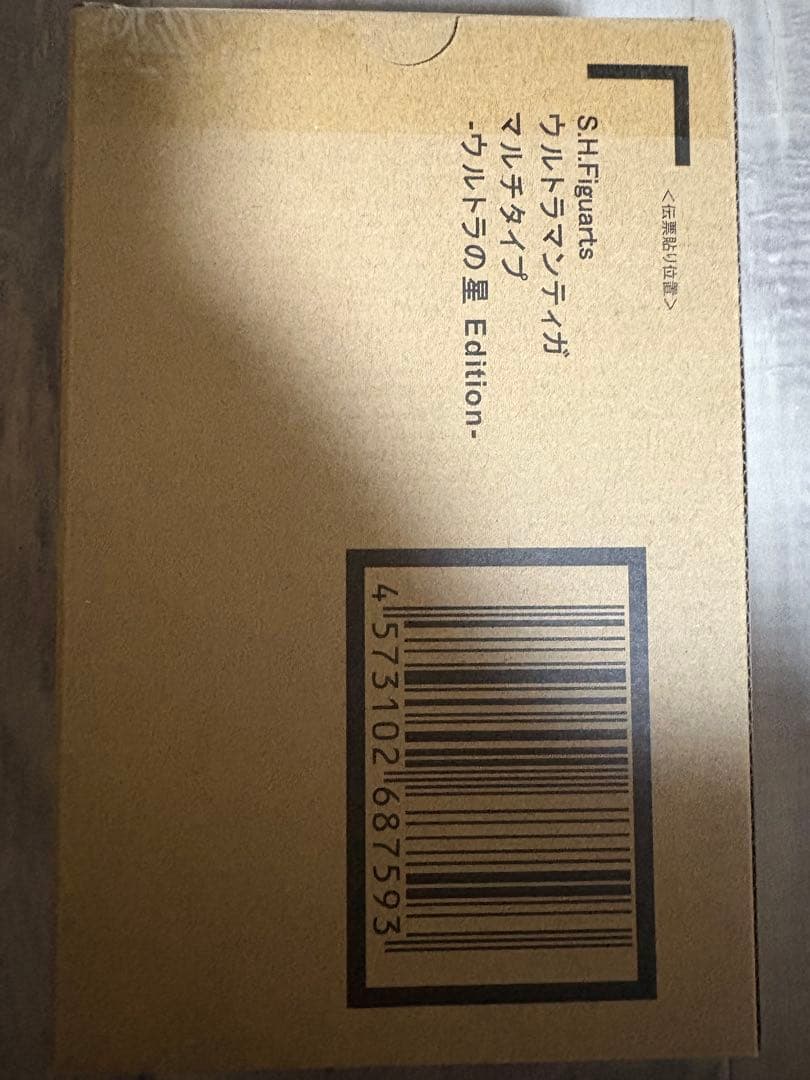 <伝票貼り位置>
S.H.Figuarts
ウルトラマンティガ
マルチタイプ
-ウルトラの星 Edition-
4 573102 687593